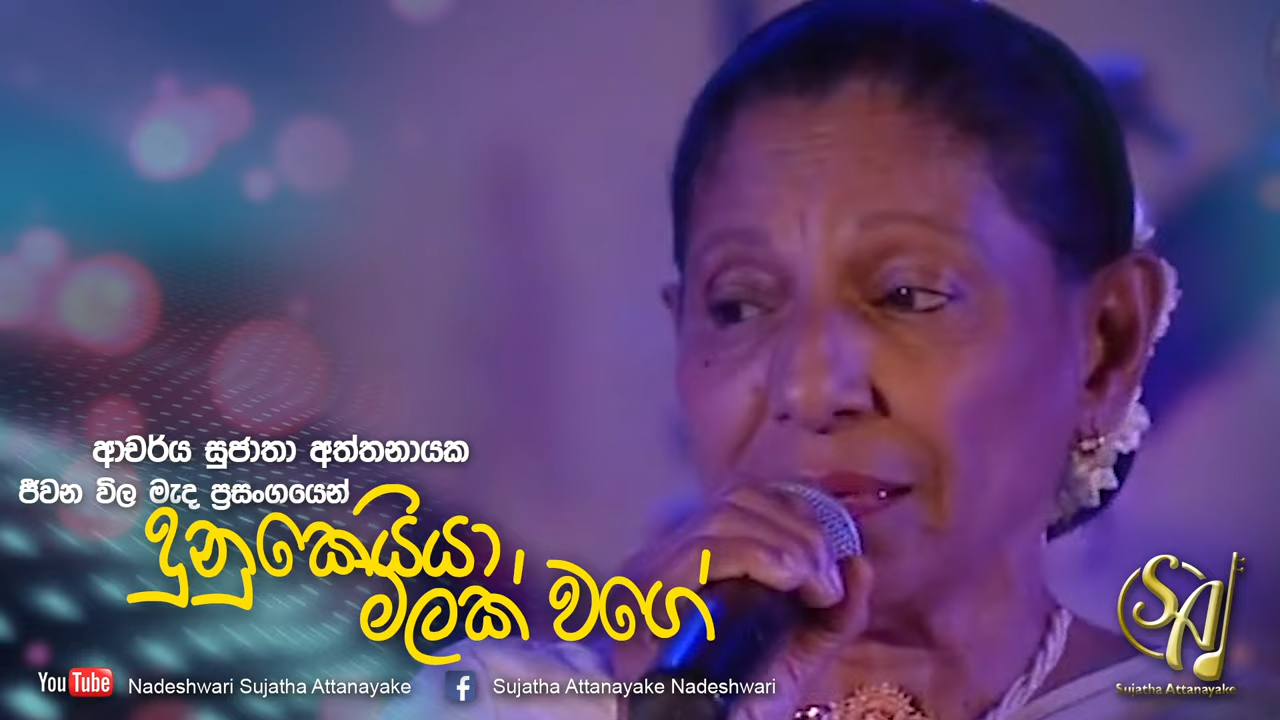 ආචාර්ය සුජාතා අත්තනායක
ජීවන විල මැද ප්‍රසංගයෙන්
දුනුකෙයියා
මලක් වගේ
YouTube Nadeshwari Sujatha Attanayake f Sujatha Attanayake Nadeshwari
SA
Sujatha Attanayake